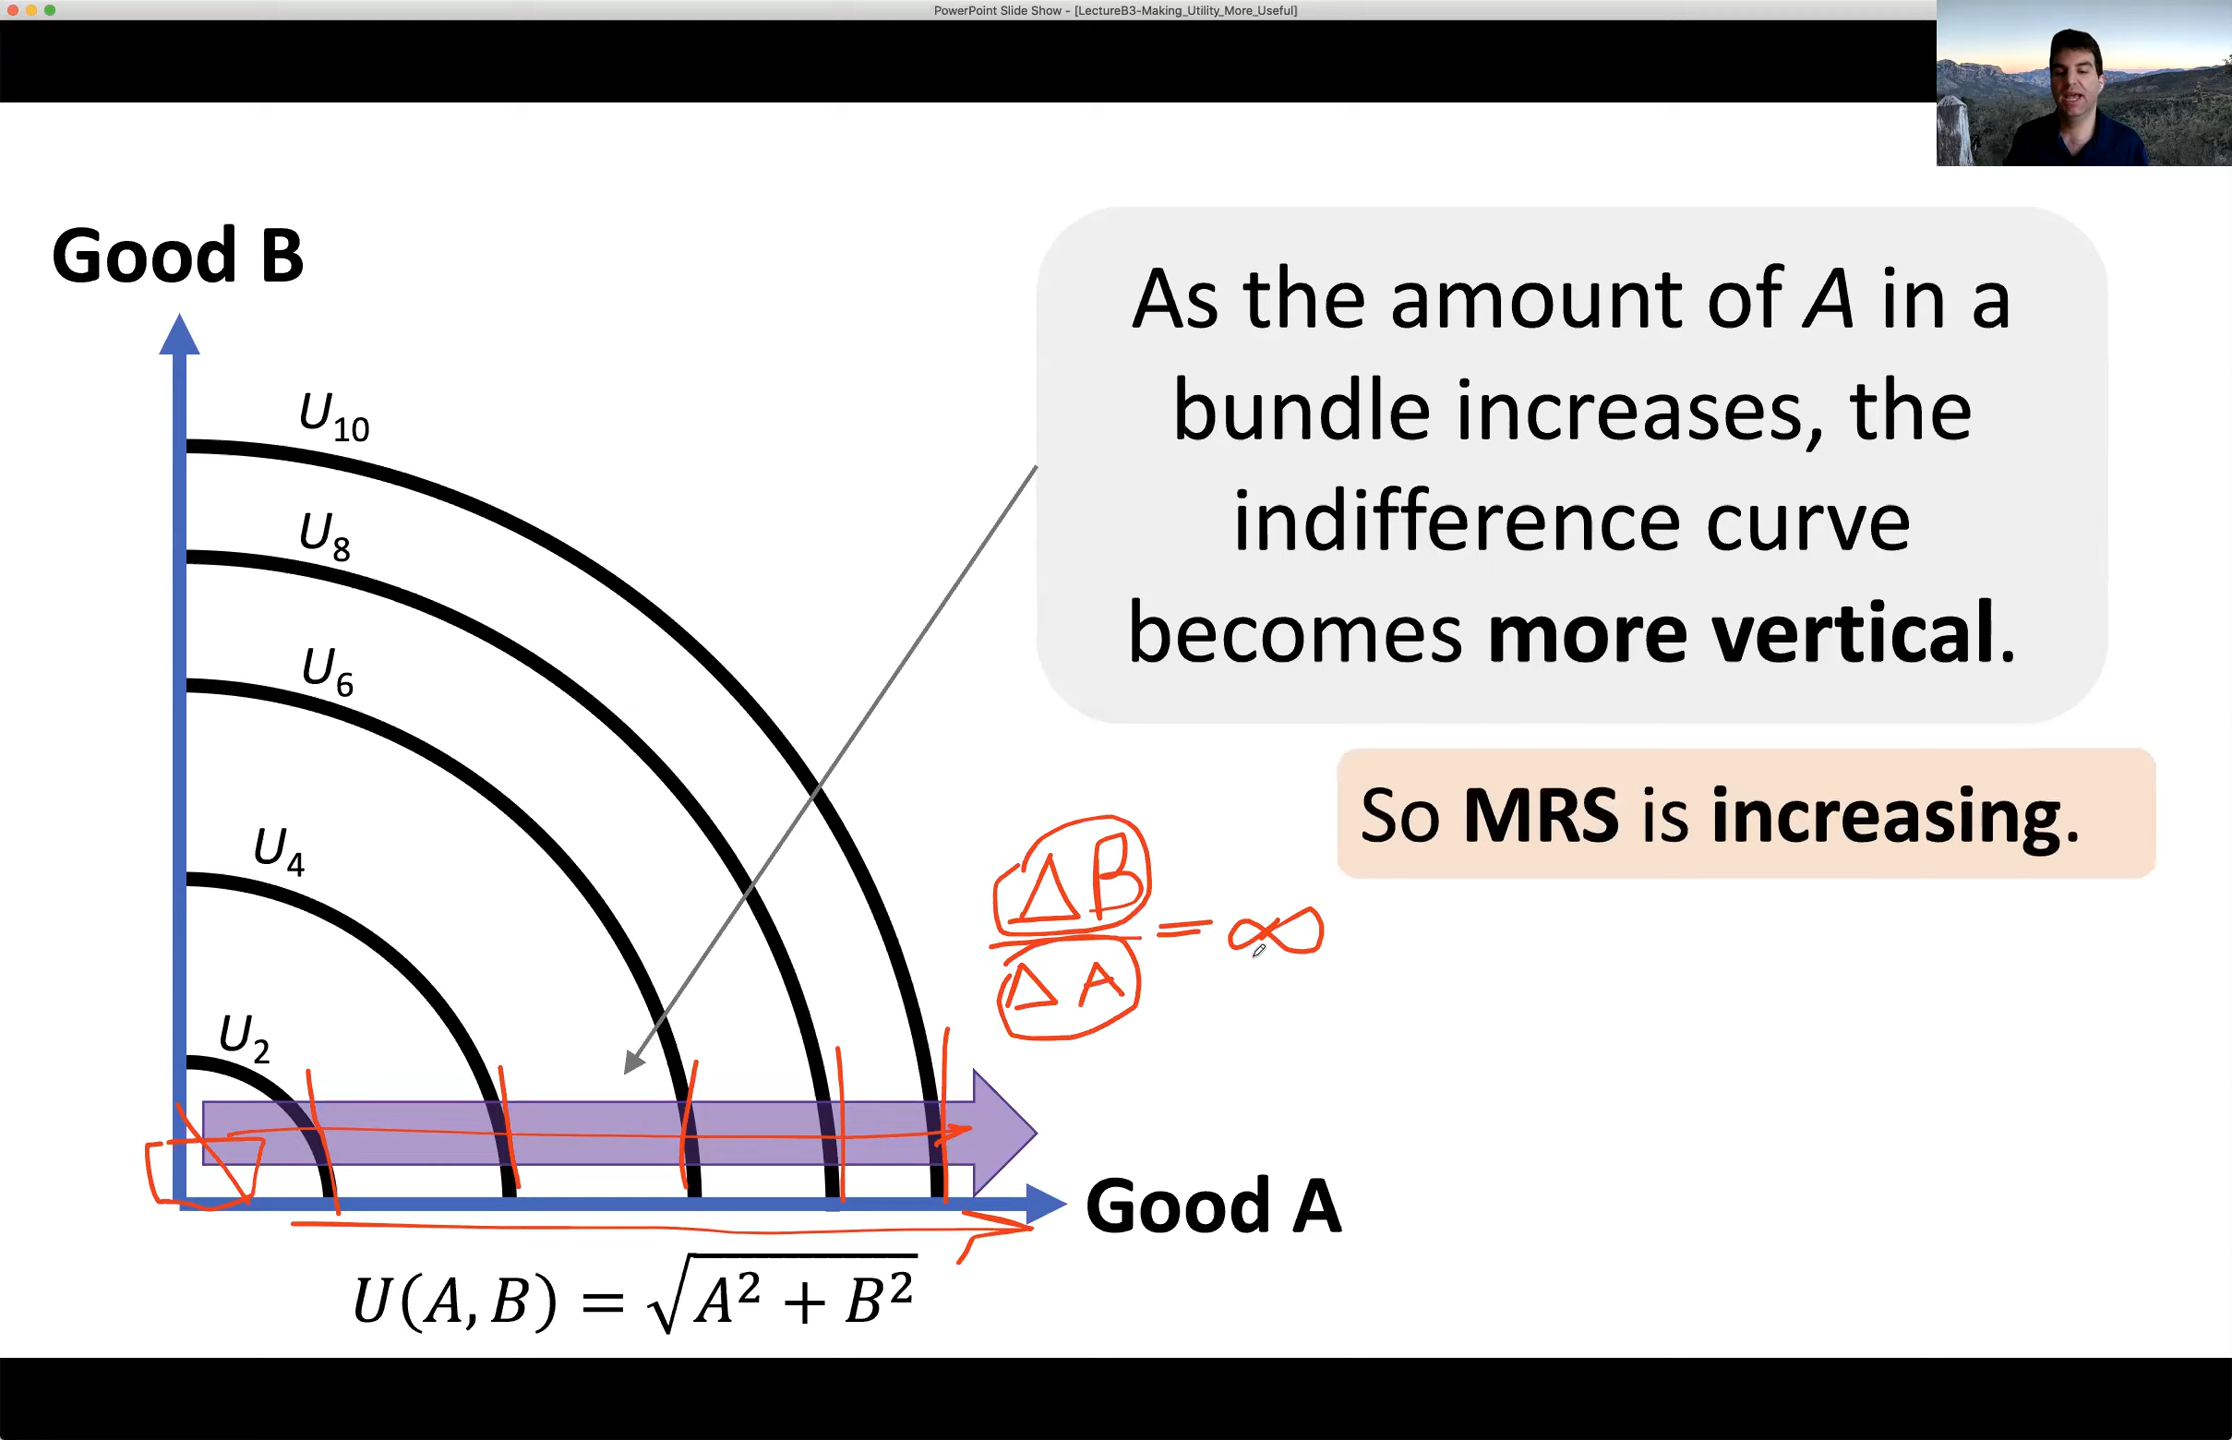 PowerPoint Slide Show - [LectureB3-Making_Utility_More_Useful]
Good B
U10
U8
U6
U4
U2
Good A
U(A, B) = √A² + B²
As the amount of A in a
bundle increases, the
indifference curve
becomes more vertical.
So MRS is increasing.
ΔB
ΔA
= ∞